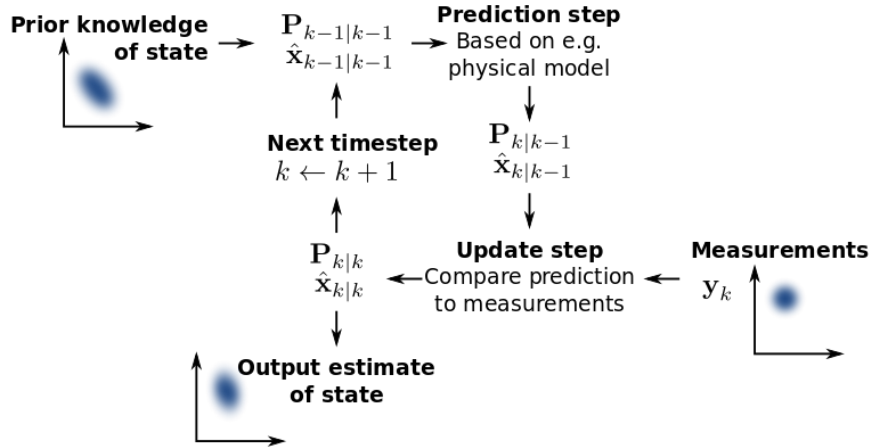 Prior knowledge
of state
P_{k-1|k-1}
x̂_{k-1|k-1}
Prediction step
Based on e.g.
physical model
Next timestep
k ← k + 1
P_{k|k-1}
x̂_{k|k-1}
P_{k|k}
x̂_{k|k}
Update step
Compare prediction
to measurements
Measurements
y_k
Output estimate
of state